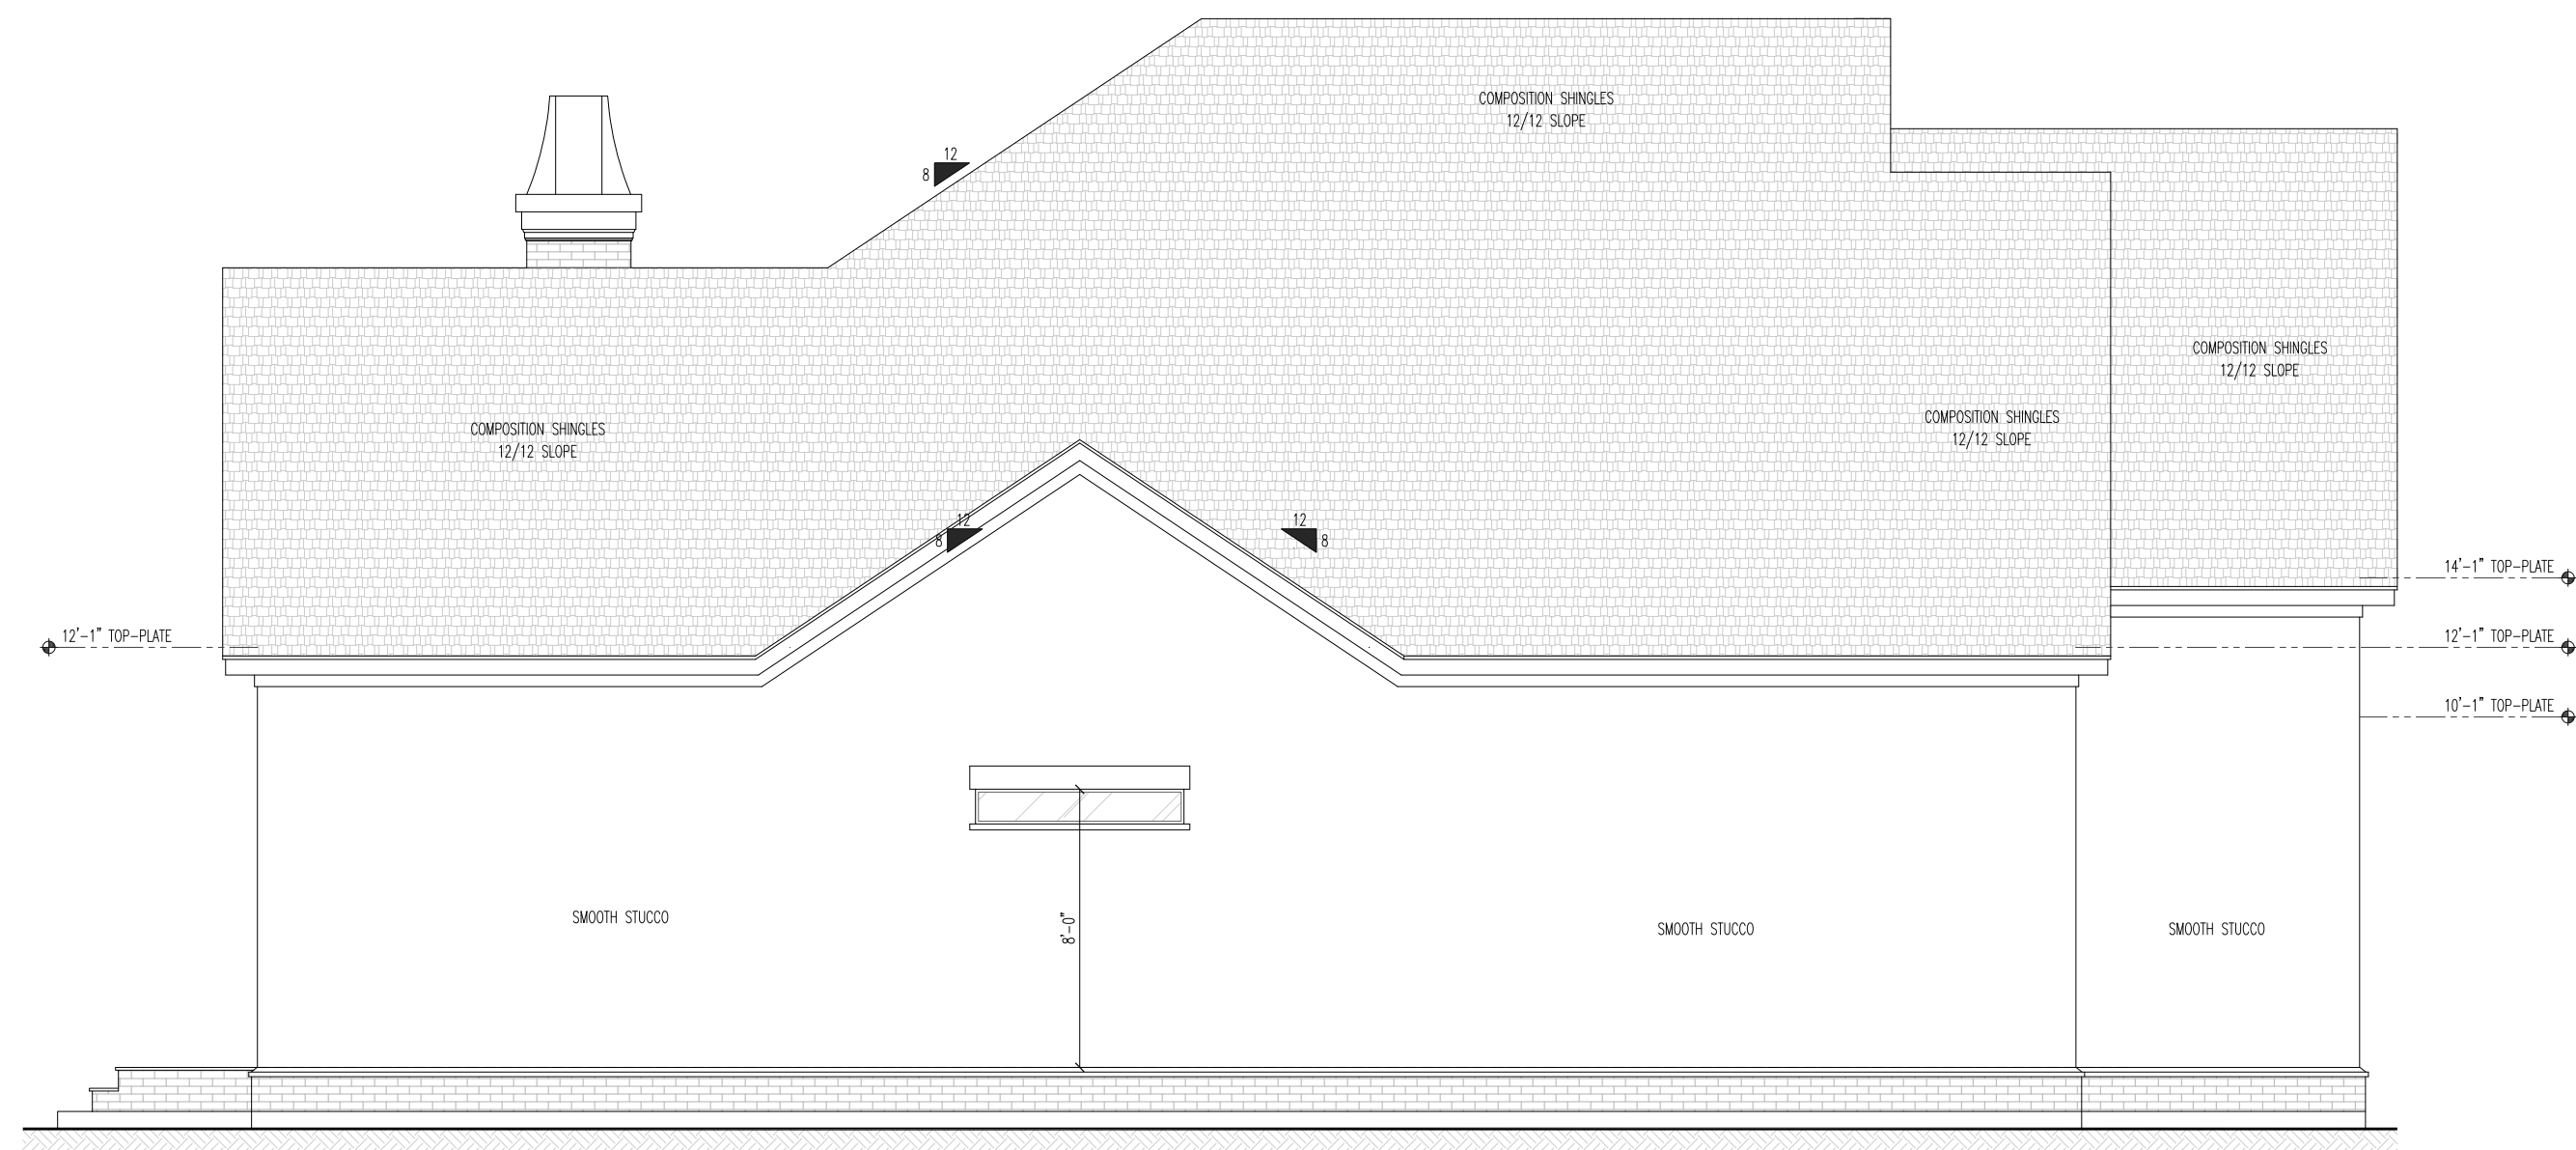 COMPOSITION SHINGLES
12/12 SLOPE
12
8
COMPOSITION SHINGLES
12/12 SLOPE
COMPOSITION SHINGLES
12/12 SLOPE
COMPOSITION SHINGLES
12/12 SLOPE
12
8
12
8
14'-1" TOP-PLATE
12'-1" TOP-PLATE
12'-1" TOP-PLATE
10'-1" TOP-PLATE
8'-0"
SMOOTH STUCCO
SMOOTH STUCCO
SMOOTH STUCCO